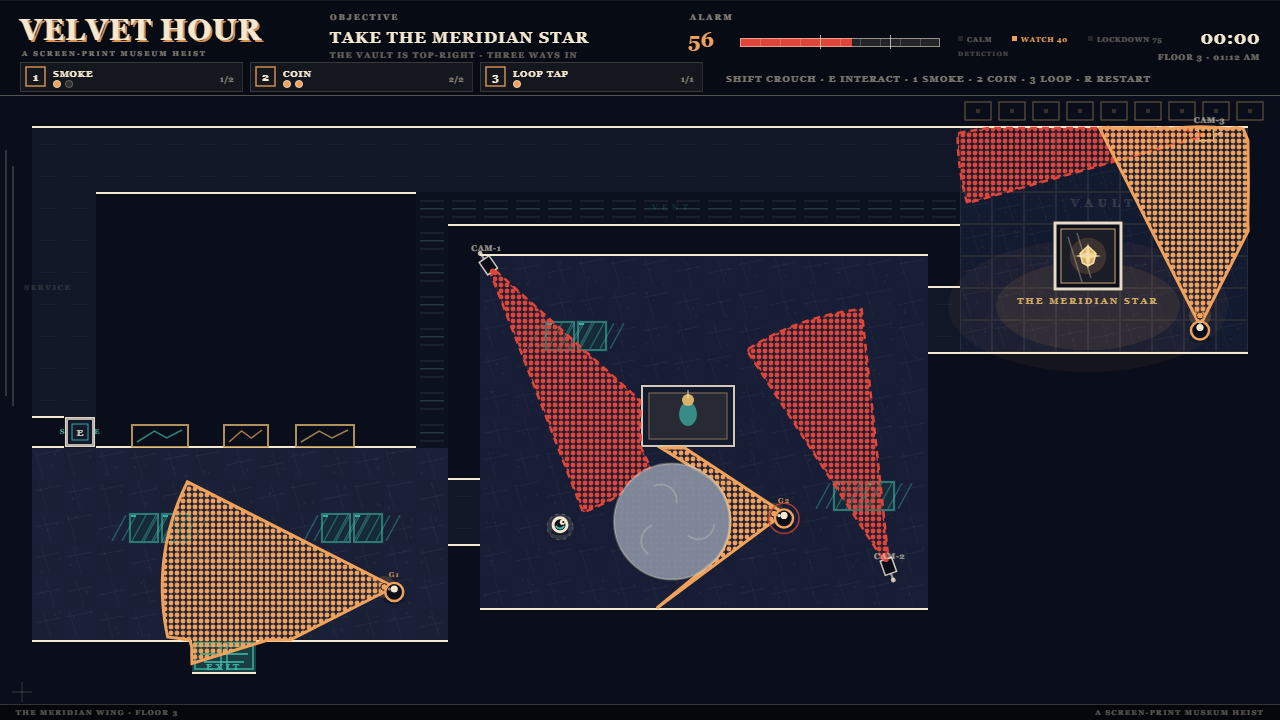 VELVET HOUR
A SCREEN-PRINT MUSEUM HEIST
OBJECTIVE
TAKE THE MERIDIAN STAR
THE VAULT IS TOP-RIGHT · THREE WAYS IN
ALARM
56
CALM
WATCH 40
LOCKDOWN 75
DETECTION
00:00
FLOOR 3 · 01:12 AM
1 SMOKE 1/2
2 COIN 2/2
3 LOOP TAP 1/1
SHIFT CROUCH · E INTERACT · 1 SMOKE · 2 COIN · 3 LOOP · R RESTART
CAM-3
VENT
VAULT
CAM-1
SERVICE
THE MERIDIAN STAR
E
G2
CAM-2
G1
EXIT
THE MERIDIAN WING · FLOOR 3
A SCREEN-PRINT MUSEUM HEIST